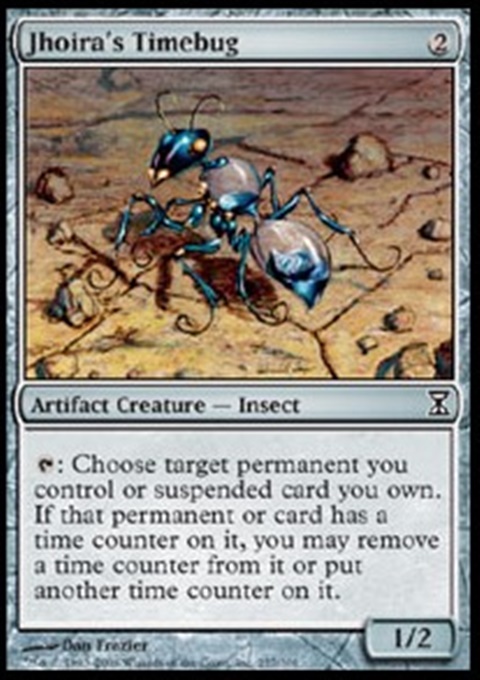 Jhoira's Timebug 2
Artifact Creature — Insect
: Choose target permanent you
control or suspended card you own.
If that permanent or card has a
time counter on it, you may remove
a time counter from it or put
another time counter on it.
Dan Frazier
1/2